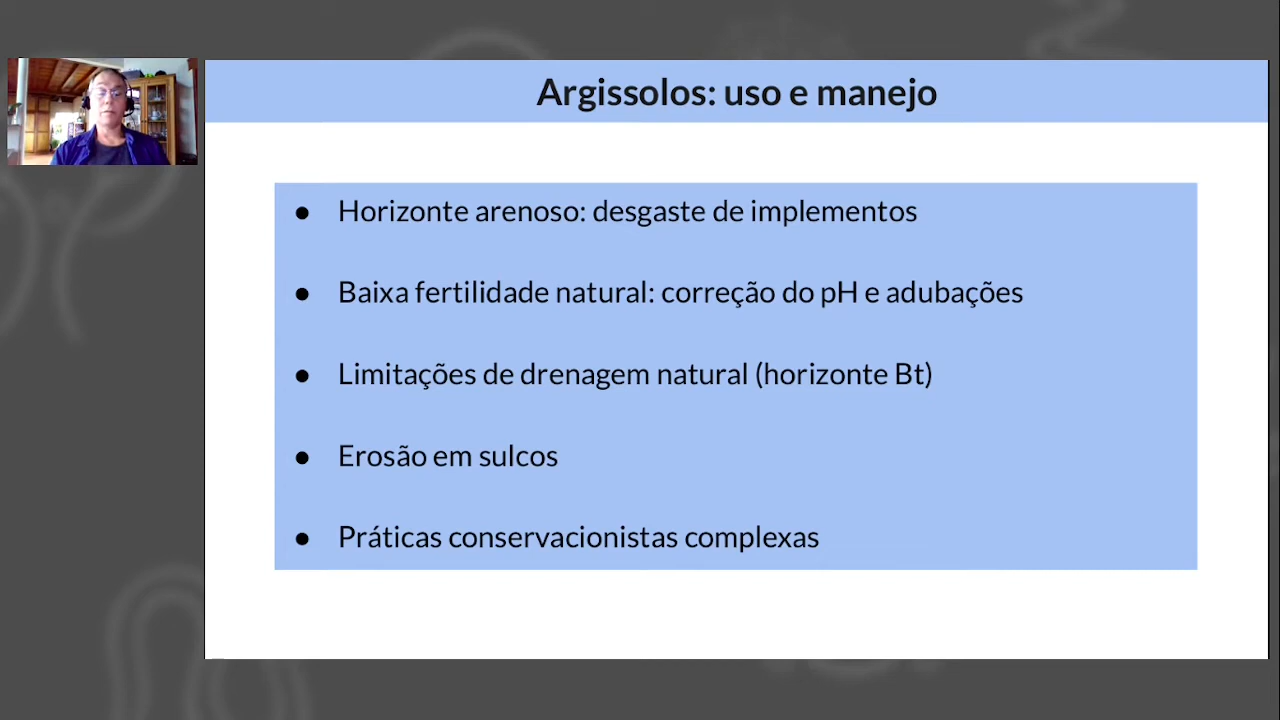 Argissolos: uso e manejo
● Horizonte arenoso: desgaste de implementos
● Baixa fertilidade natural: correção do pH e adubações
● Limitações de drenagem natural (horizonte Bt)
● Erosão em sulcos
● Práticas conservacionistas complexas